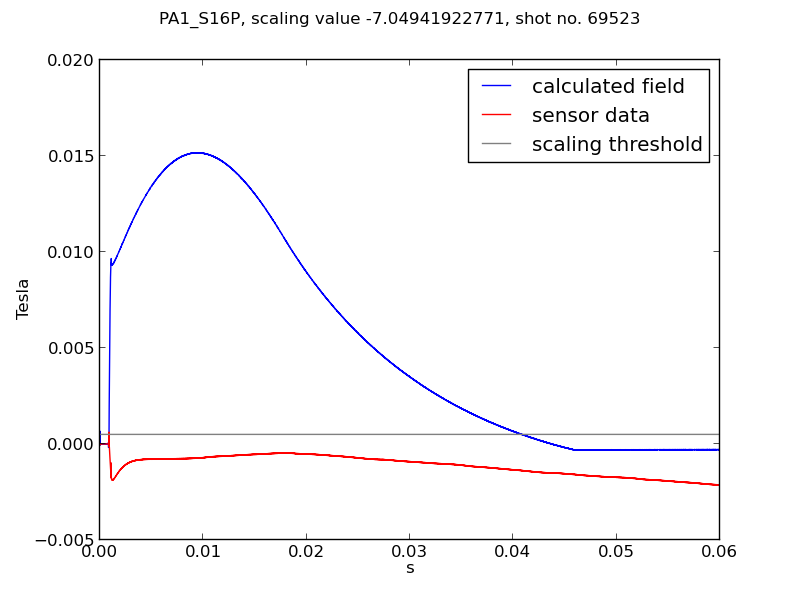 PA1_S16P, scaling value -7.04941922771, shot no. 69523
0.020
calculated field
sensor data
scaling threshold
0.015
0.010
Tesla
0.005
0.000
−0.005
0.00 0.01 0.02 0.03 0.04 0.05 0.06
s